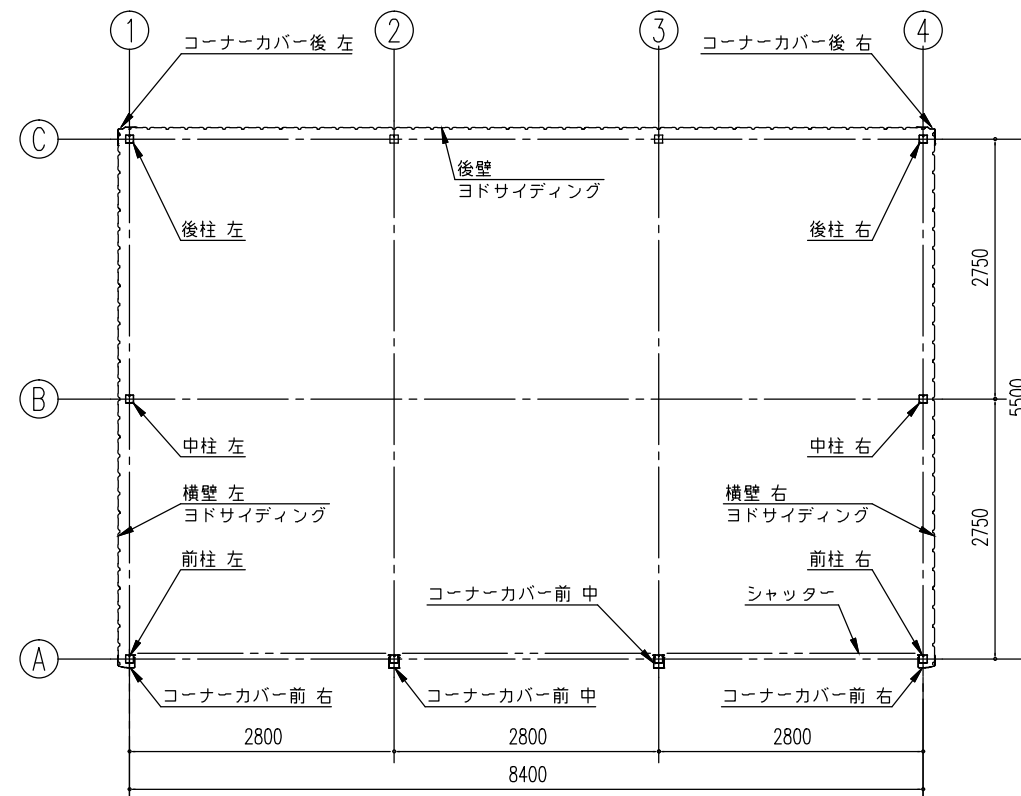 1
2
3
4
コーナーカバー後 左
コーナーカバー後 右
C
後壁
ヨドサイディング
後柱 左
後柱 右
2750
B
5500
中柱 左
中柱 右
横壁 左
ヨドサイディング
横壁 右
ヨドサイディング
2750
前柱 左
前柱 右
コーナーカバー前 中
シャッター
A
コーナーカバー前 右
コーナーカバー前 中
コーナーカバー前 右
2800
2800
2800
8400